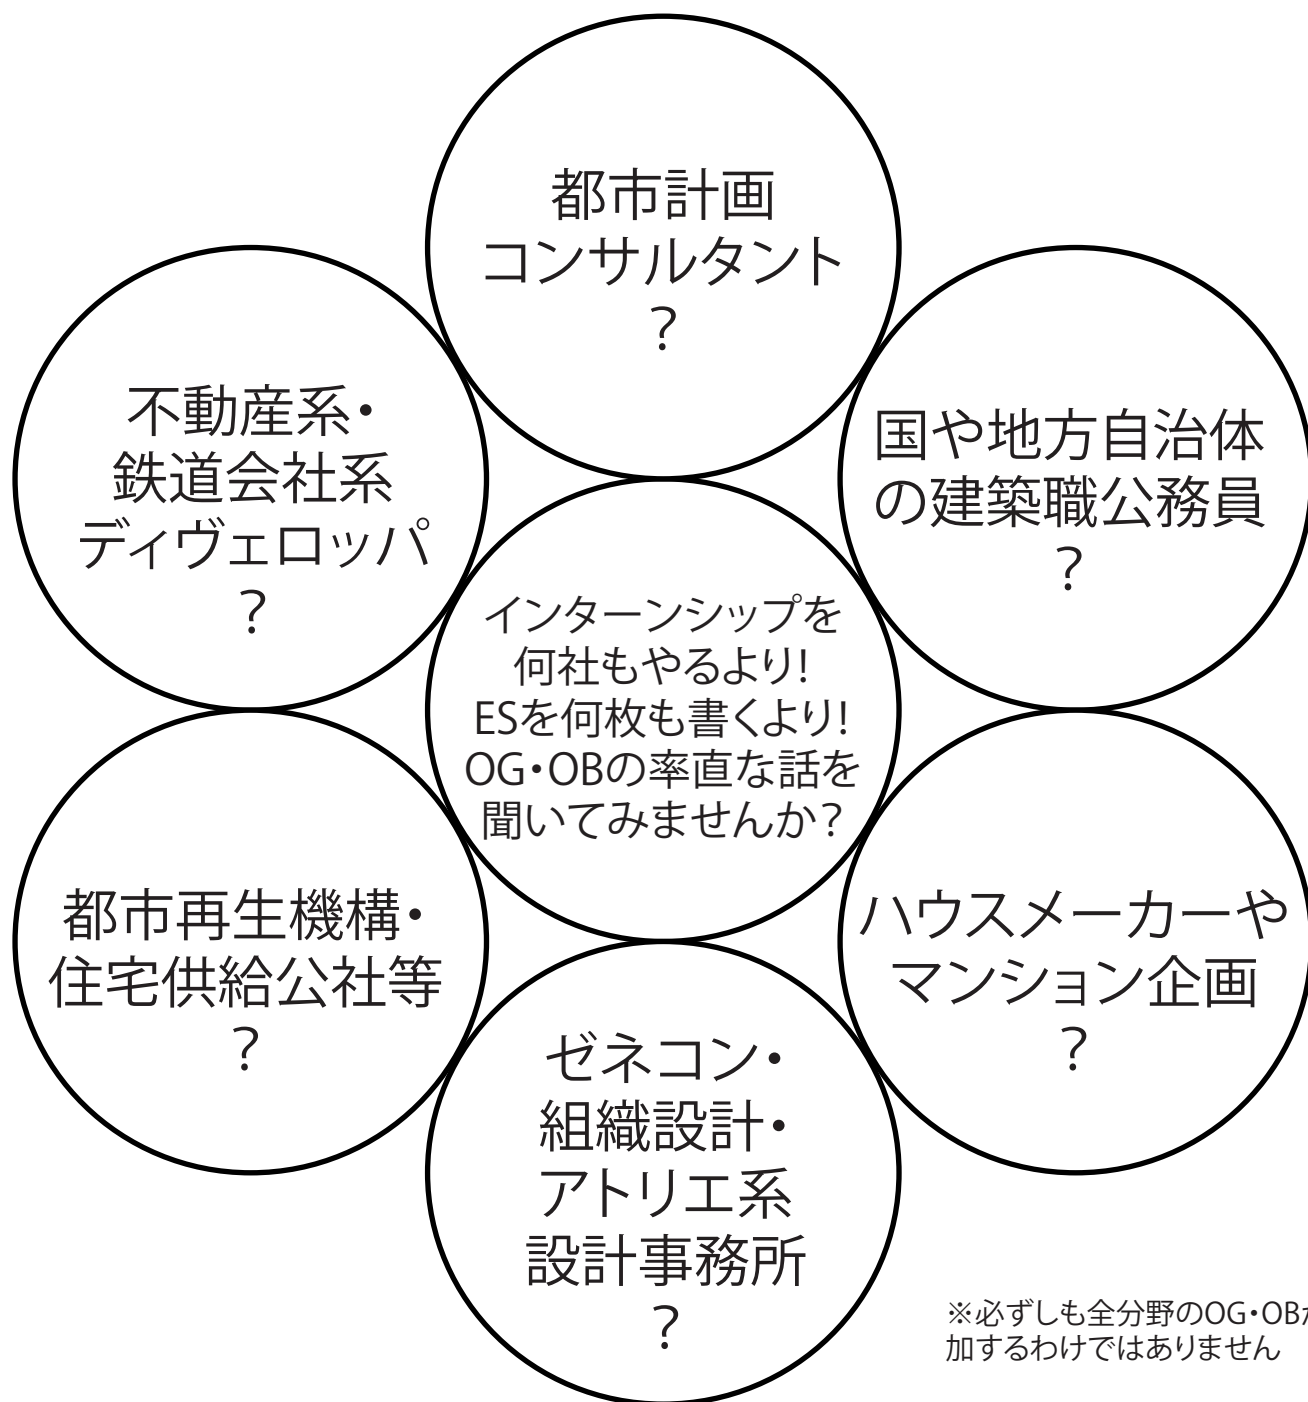 都市計画
コンサルタント
?
不動産系・
鉄道会社系
ディヴェロッパ
?
国や地方自治体
の建築職公務員
?
インターンシップを
何社もやるより!
ESを何枚も書くより!
OG・OBの率直な話を
聞いてみませんか?
都市再生機構・
住宅供給公社等
?
ハウスメーカーや
マンション企画
?
ゼネコン・
組織設計・
アトリエ系
設計事務所
?
※必ずしも全分野のOG・OB
加するわけではありません